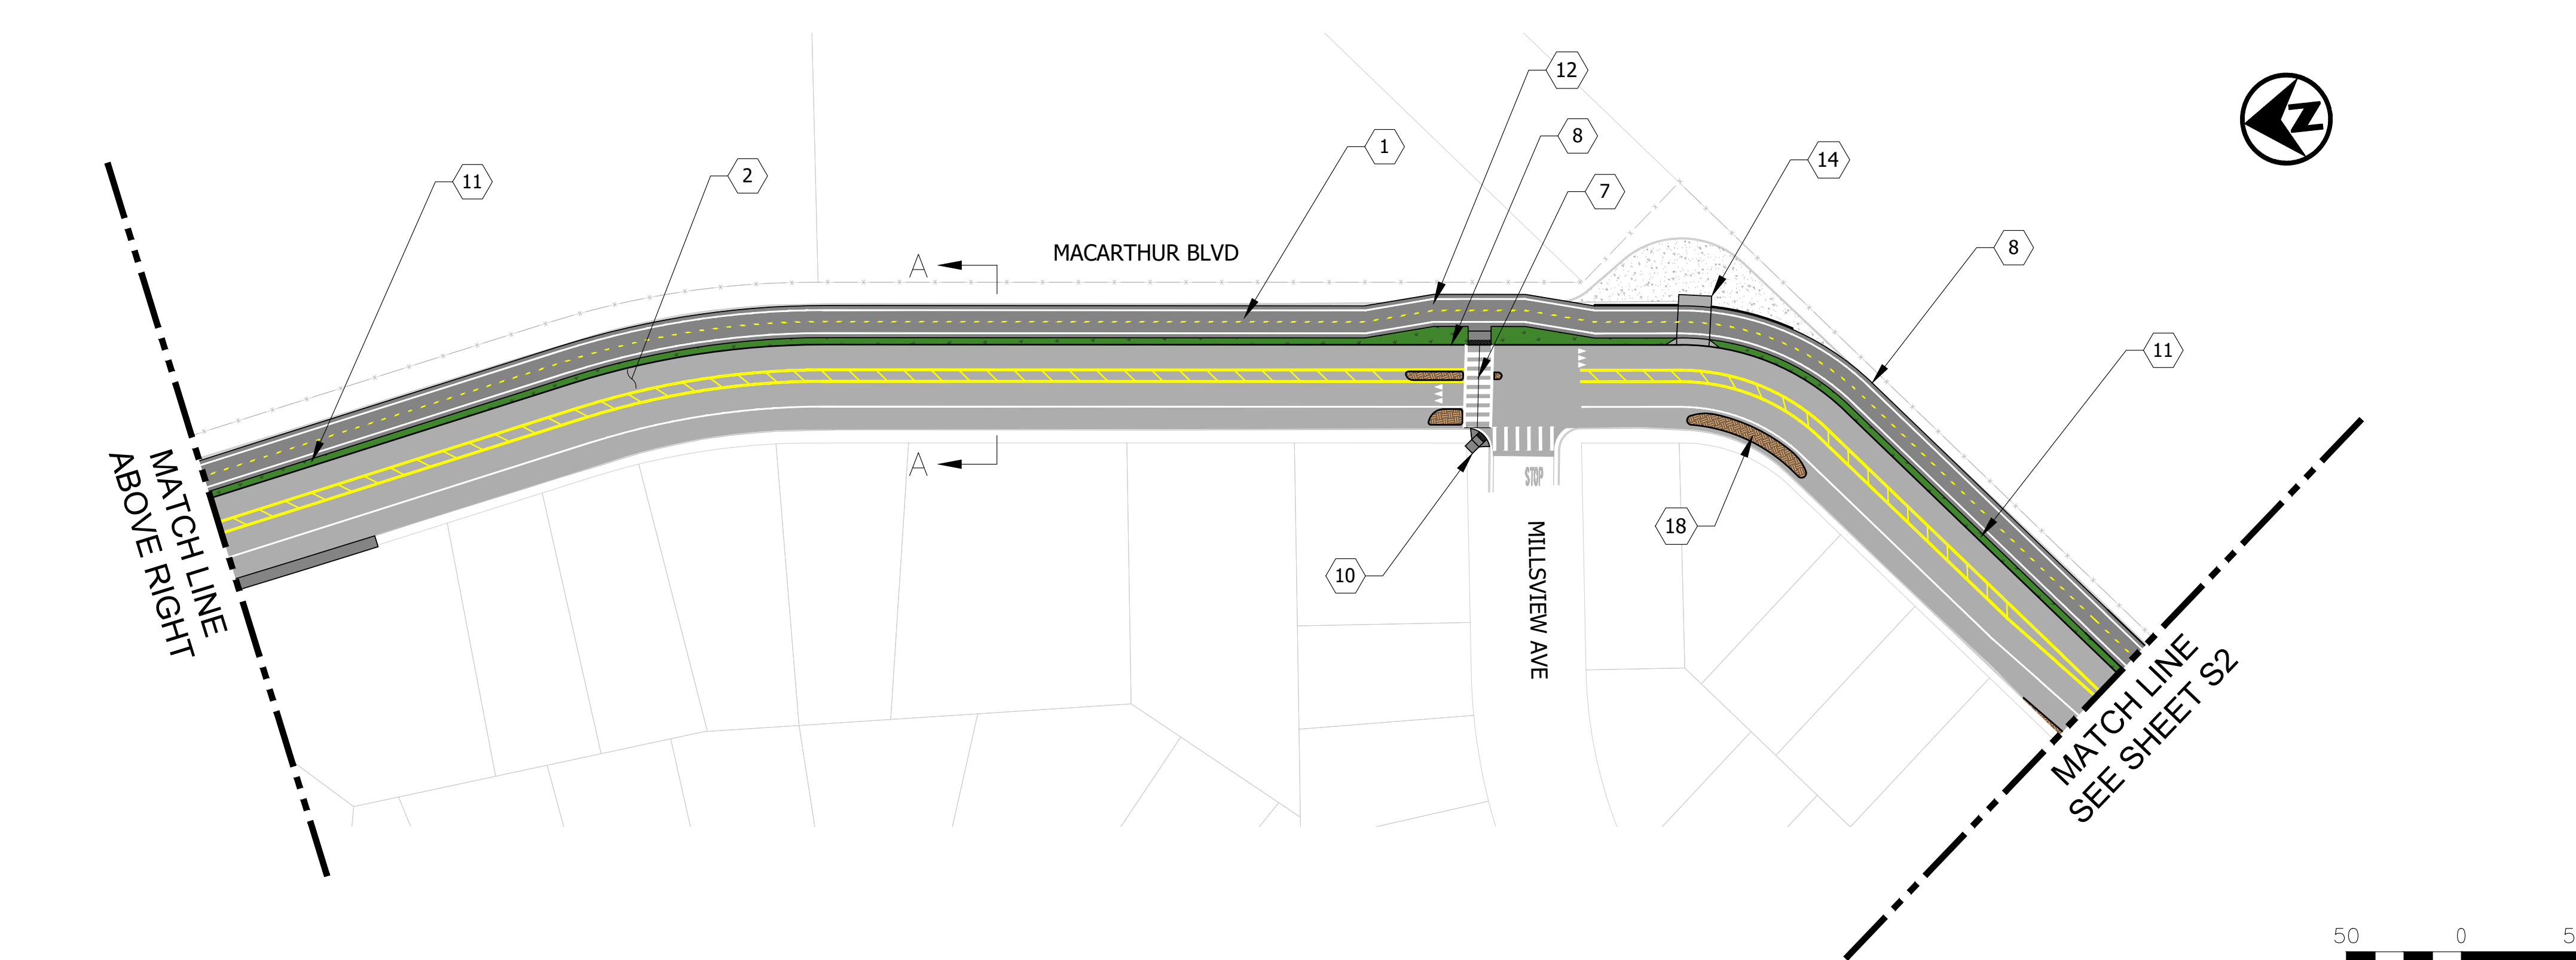 12
8
14
1
2
11
7
8
N
A
MACARTHUR BLVD
11
A
MATCH LINE
ABOVE RIGHT
STOP
18
10
MILLSVIEW AVE
MATCH LINE
SEE SHEET S2
50
0
5